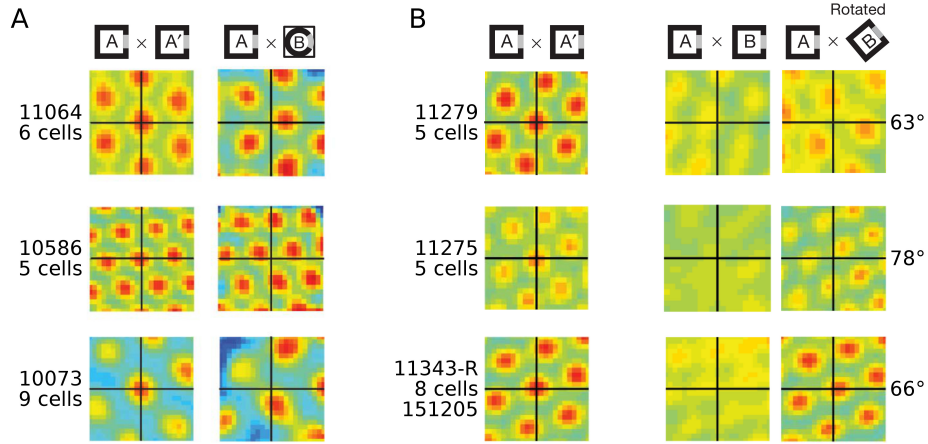 A
B
A × A′
A × B
A × A′
A × B
Rotated
A × B
11064
6 cells
63°
10586
5 cells
11279
5 cells
11275
5 cells
78°
10073
9 cells
11343-R
8 cells
151205
66°